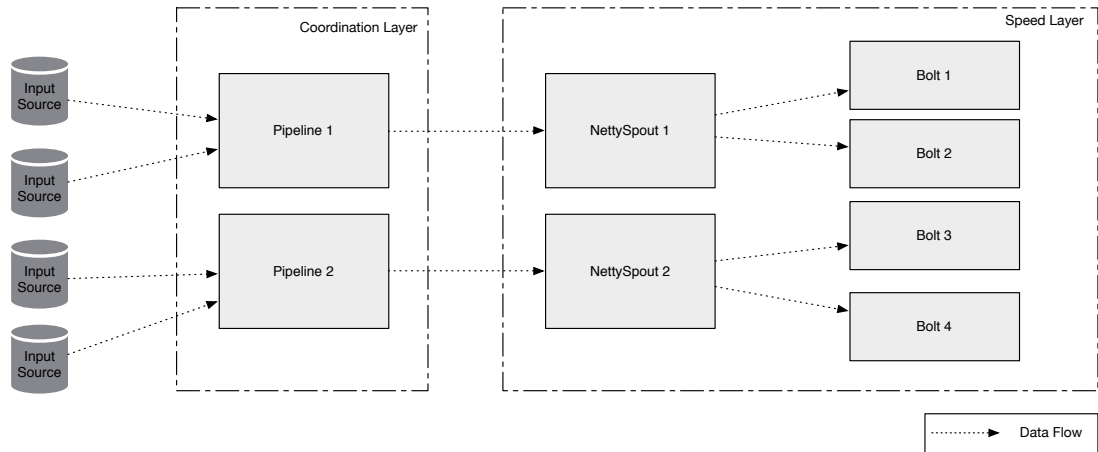 Coordination Layer
Speed Layer
Input
Source
Input
Source
Input
Source
Input
Source
Pipeline 1
Pipeline 2
NettySpout 1
NettySpout 2
Bolt 1
Bolt 2
Bolt 3
Bolt 4
Data Flow